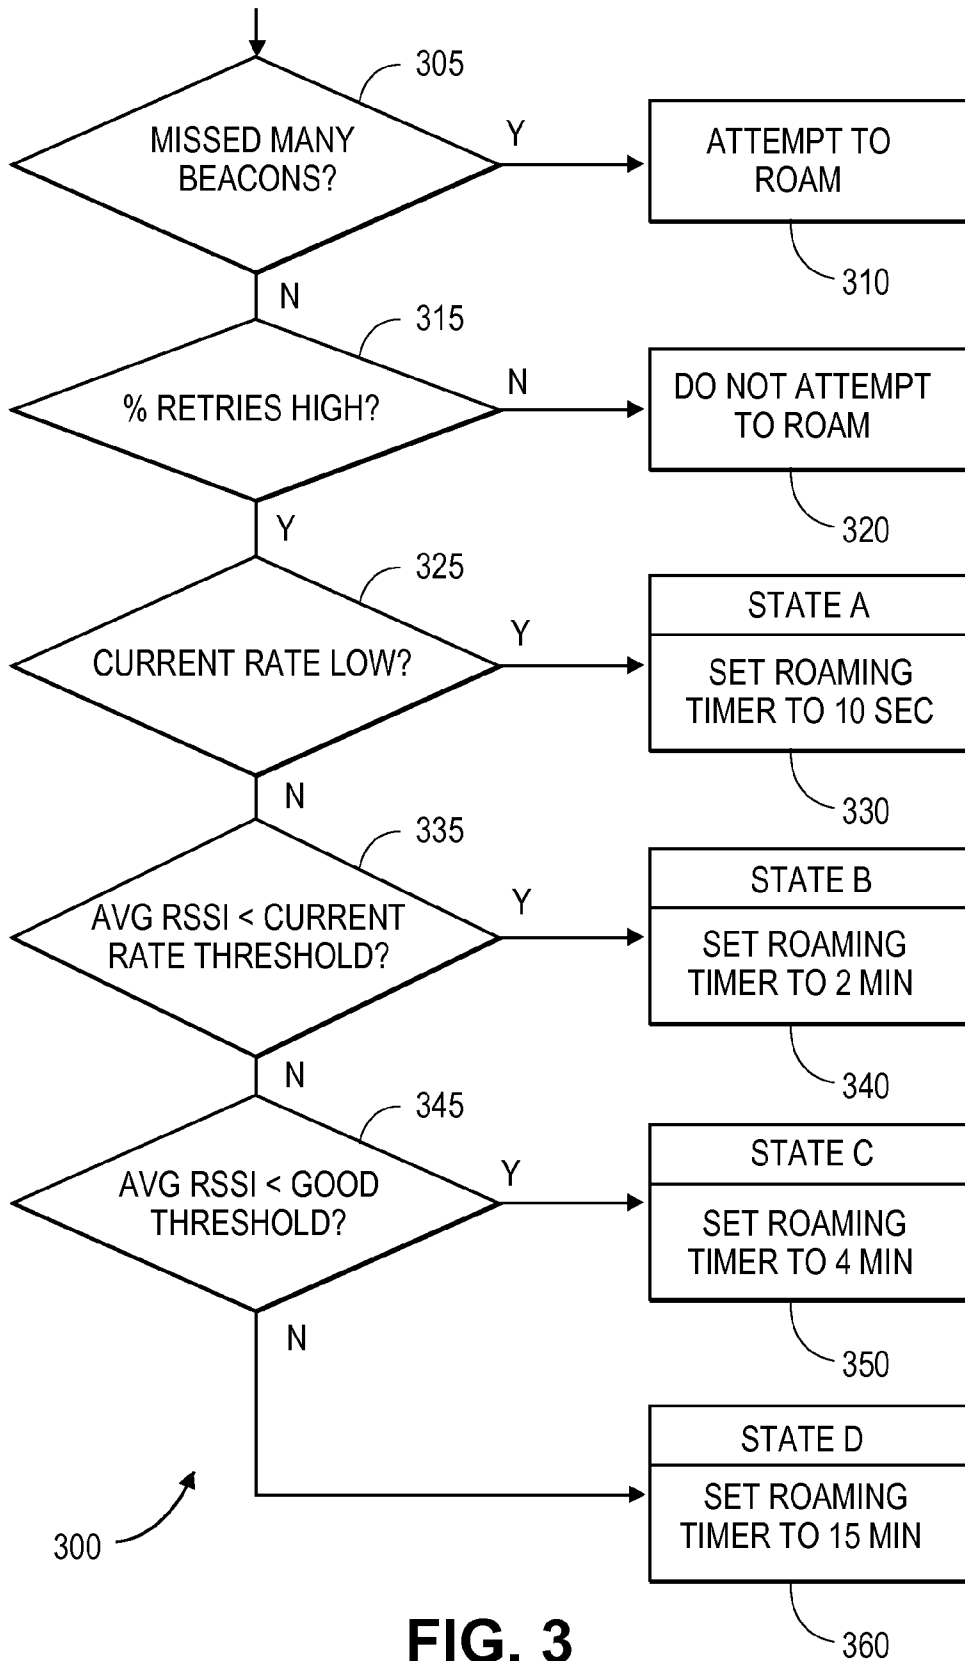 305
MISSED MANY
BEACONS?
Y
ATTEMPT TO
ROAM
310
N
315
% RETRIES HIGH?
N
DO NOT ATTEMPT
TO ROAM
320
Y
325
CURRENT RATE LOW?
Y
STATE A
SET ROAMING
TIMER TO 10 SEC
330
N
335
AVG RSSI < CURRENT
RATE THRESHOLD?
Y
STATE B
SET ROAMING
TIMER TO 2 MIN
340
N
345
AVG RSSI < GOOD
THRESHOLD?
Y
STATE C
SET ROAMING
TIMER TO 4 MIN
350
N
STATE D
SET ROAMING
TIMER TO 15 MIN
360
300
FIG. 3